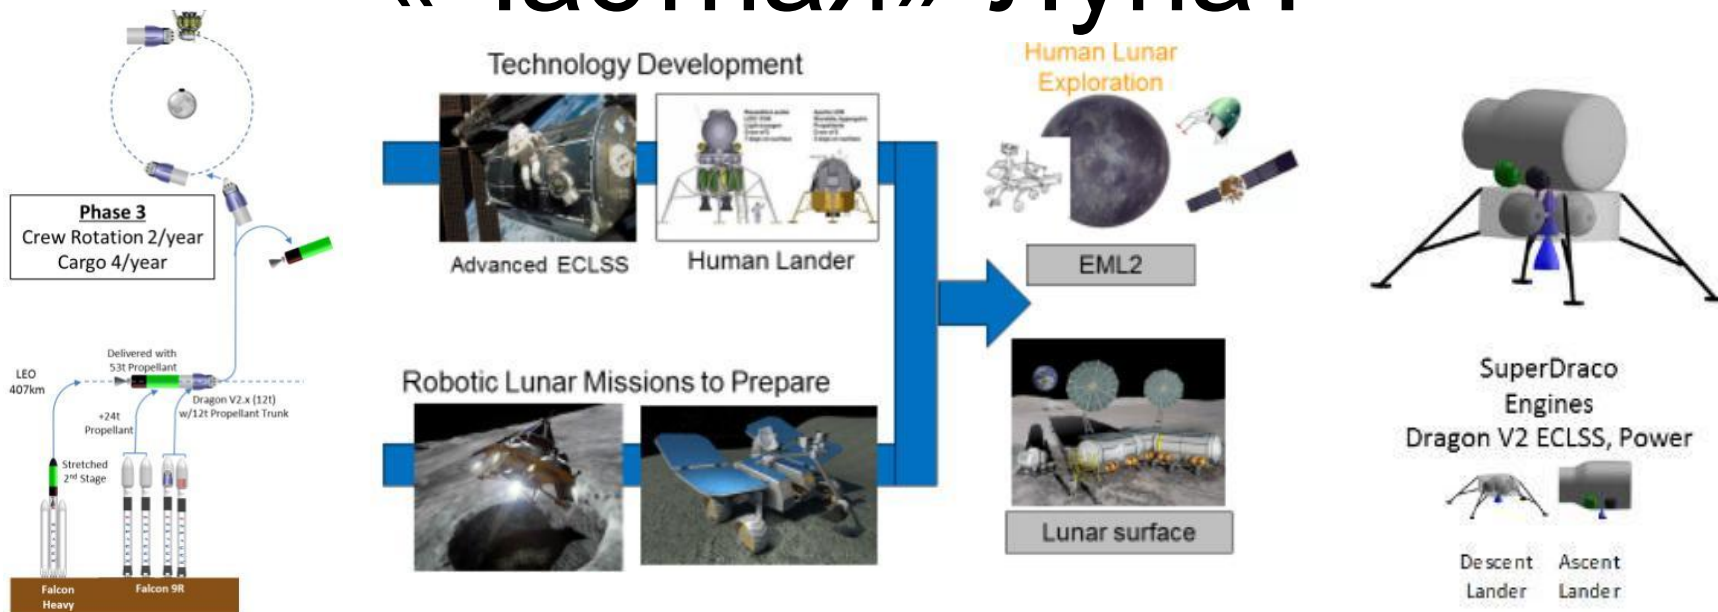 «Частная» Луна?
Phase 3
Crew Rotation 2/year
Cargo 4/year
LEO
407km
Delivered with
53t Propellant
+24t
Propellant
Dragon V2.x (12t)
w/12t Propellant Trunk
Stretched
2nd Stage
Falcon
Heavy
Falcon 9R
Technology Development
Advanced ECLSS
Human Lander
Robotic Lunar Missions to Prepare
Human Lunar
Exploration
EML2
Lunar surface
SuperDraco
Engines
Dragon V2 ECLSS, Power
Descent
Lander
Ascent
Lander